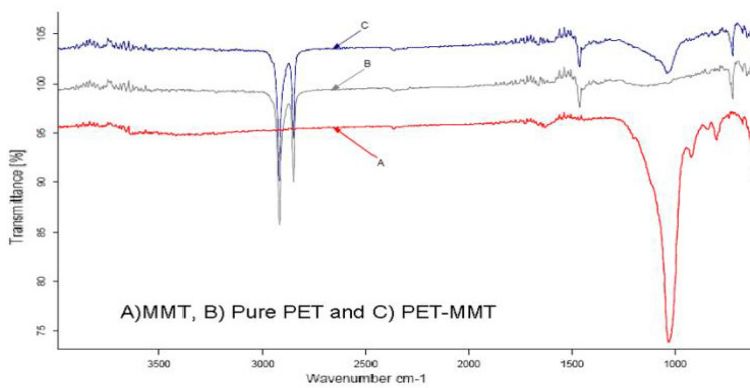 C
B
A
A)MMT, B) Pure PET and C) PET-MMT
Transmittance [%]
105
100
95
90
85
80
75
3500
3000
2500
2000
1500
1000
Wavenumber cm-1